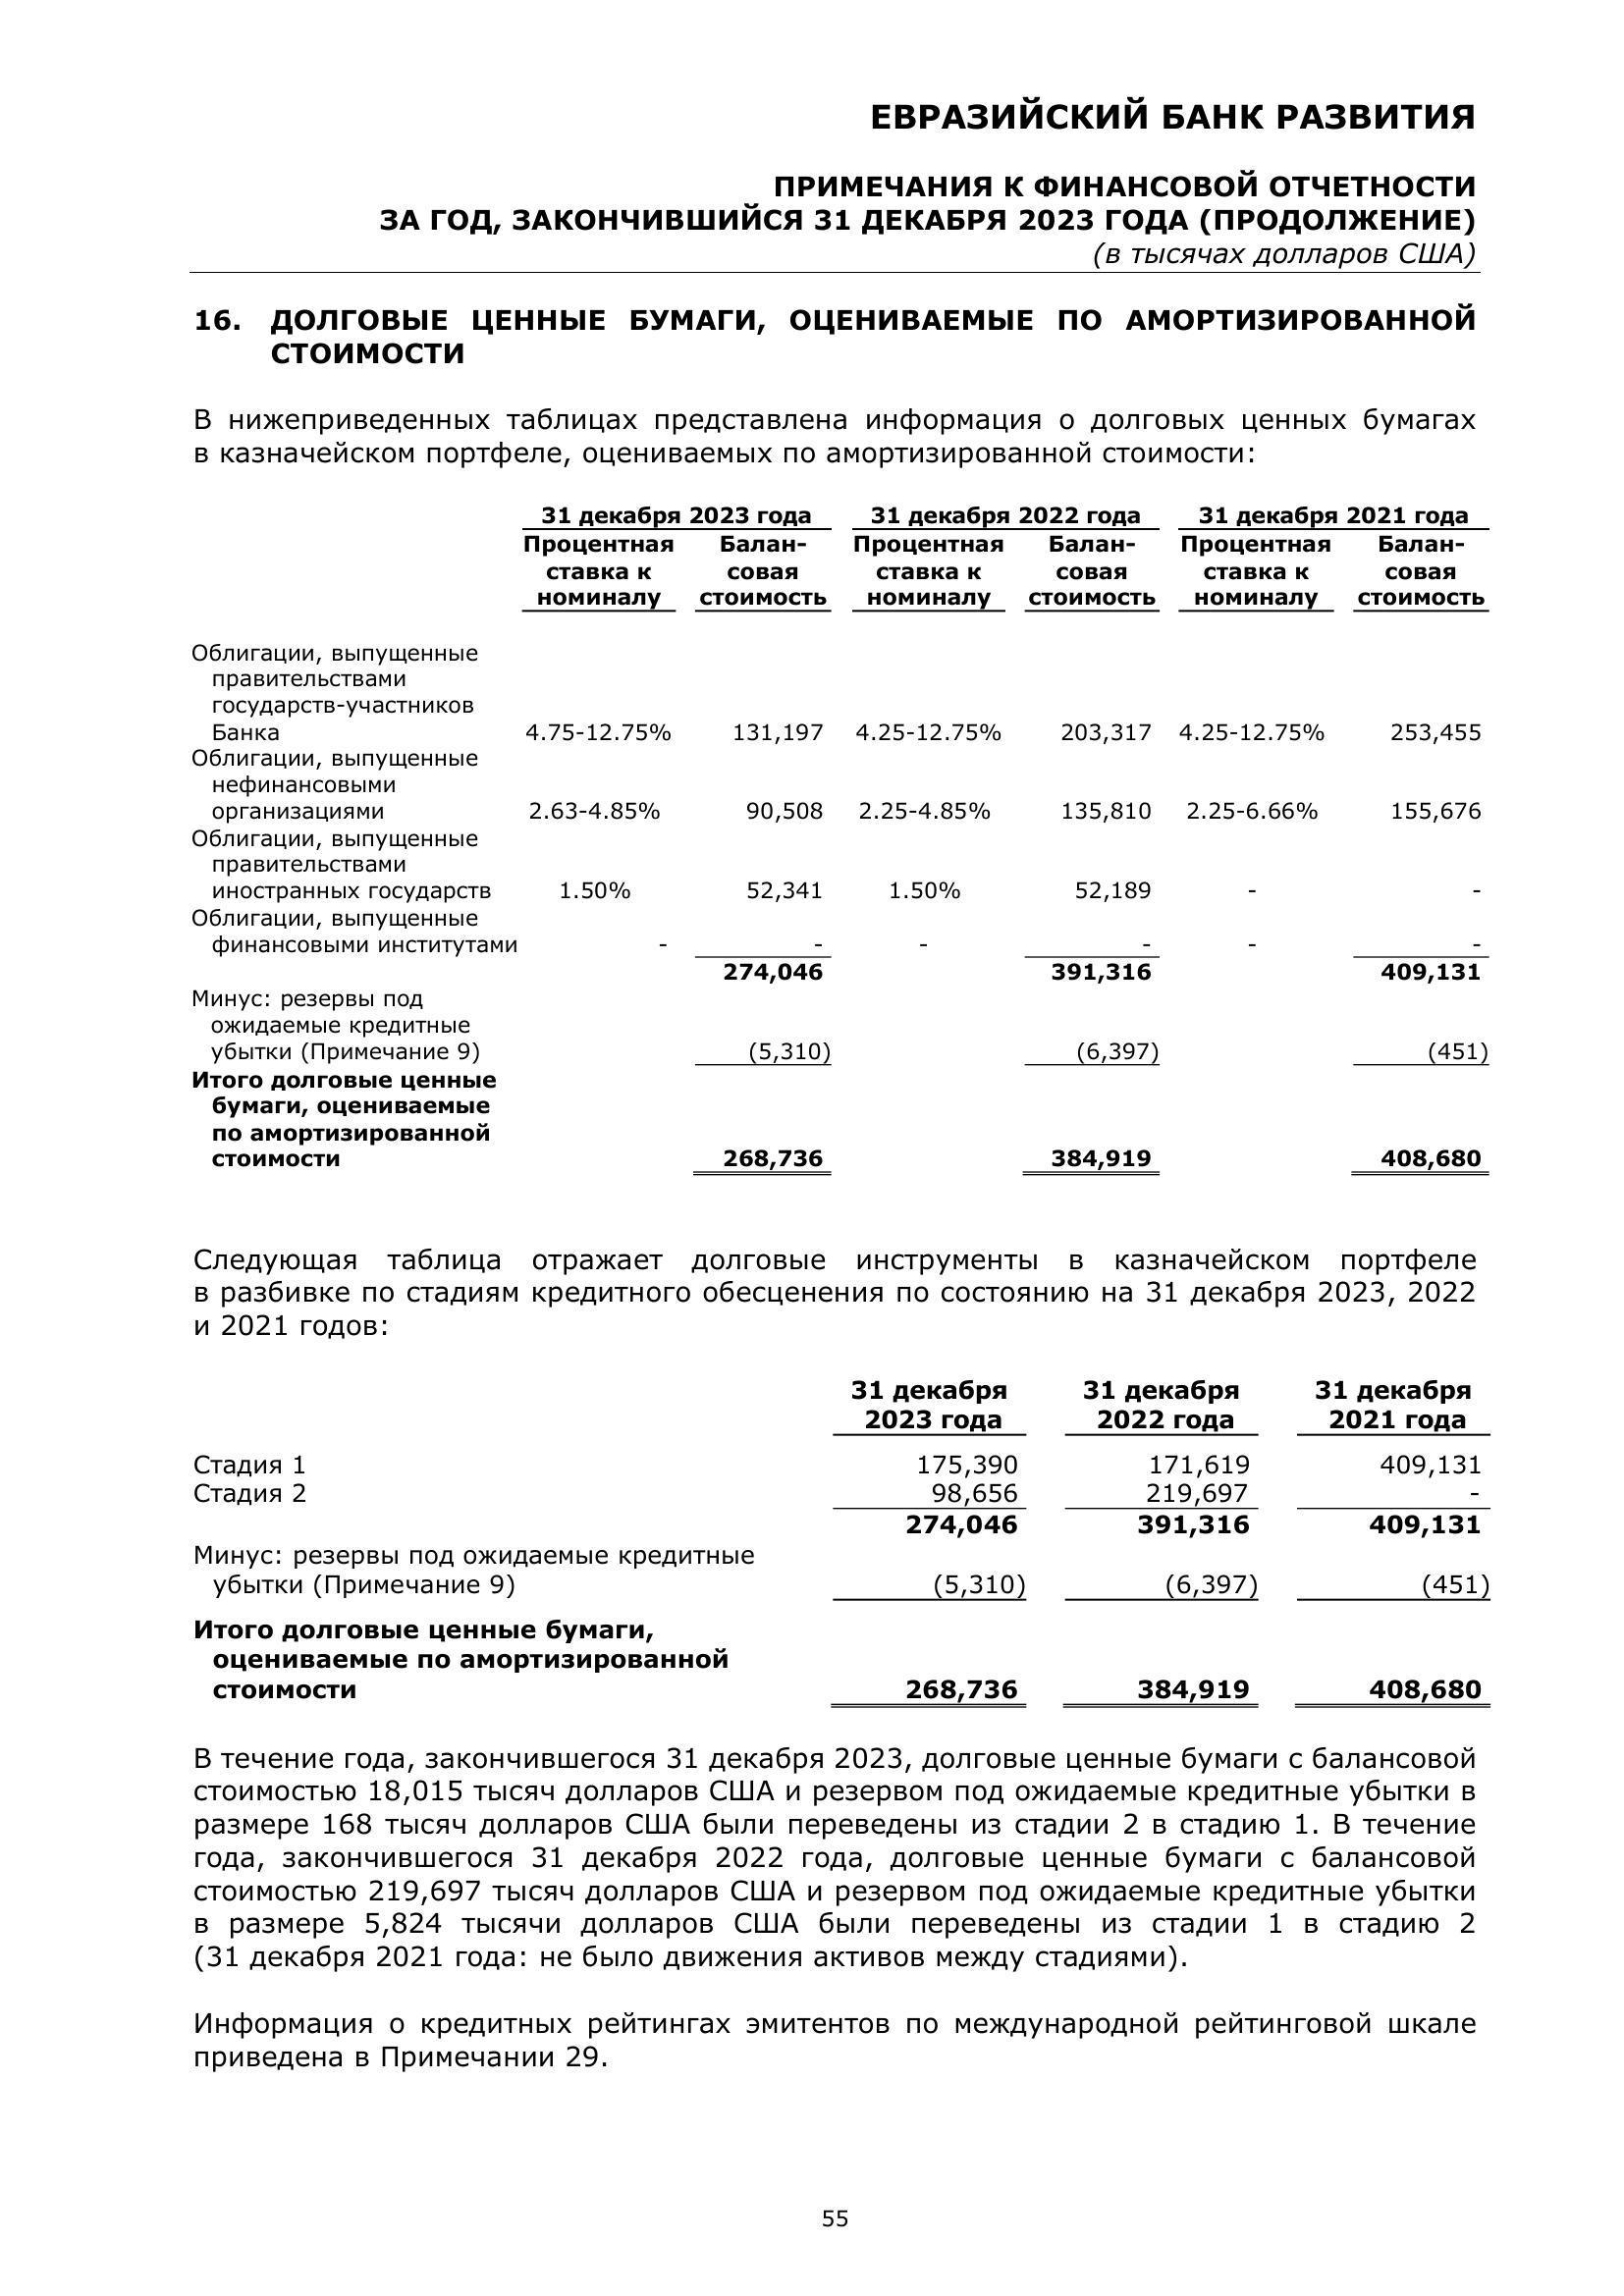 ЕВРАЗИЙСКИЙ БАНК РАЗВИТИЯ
ПРИМЕЧАНИЯ К ФИНАНСОВОЙ ОТЧЕТНОСТИ
ЗА ГОД, ЗАКОНЧИВШИЙСЯ 31 ДЕКАБРЯ 2023 ГОДА (ПРОДОЛЖЕНИЕ)
(в тысячах долларов США)
16. ДОЛГОВЫЕ ЦЕННЫЕ БУМАГИ, ОЦЕНИВАЕМЫЕ ПО АМОРТИЗИРОВАННОЙ
СТОИМОСТИ
В нижеприведенных таблицах представлена информация о долговых ценных бумагах
в казначейском портфеле, оцениваемых по амортизированной стоимости:
31 декабря 2023 года 31 декабря 2022 года 31 декабря 2021 года
Процентная Балан- Процентная Балан- Процентная Балан-
ставка к совая ставка к совая ставка к совая
номиналу стоимость номиналу стоимость номиналу стоимость
Облигации, выпущенные
правительствами
государств-участников
Банка 4.75-12.75% 131,197 4.25-12.75% 203,317 4.25-12.75% 253,455
Облигации, выпущенные
нефинансовыми
организациями 2.63-4.85% 90,508 2.25-4.85% 135,810 2.25-6.66% 155,676
Облигации, выпущенные
правительствами
иностранных государств 1.50% 52,341 1.50% 52,189 - -
Облигации, выпущенные
финансовыми институтами - - - - - -
274,046 391,316 409,131
Минус: резервы под
ожидаемые кредитные
убытки (Примечание 9) (5,310) (6,397) (451)
Итого долговые ценные
бумаги, оцениваемые
по амортизированной
стоимости 268,736 384,919 408,680
Следующая таблица отражает долговые инструменты в казначейском портфеле
в разбивке по стадиям кредитного обесценения по состоянию на 31 декабря 2023, 2022
и 2021 годов:
31 декабря 31 декабря 31 декабря
2023 года 2022 года 2021 года
Стадия 1 175,390 171,619 409,131
Стадия 2 98,656 219,697 -
274,046 391,316 409,131
Минус: резервы под ожидаемые кредитные
убытки (Примечание 9) (5,310) (6,397) (451)
Итого долговые ценные бумаги,
оцениваемые по амортизированной
стоимости 268,736 384,919 408,680
В течение года, закончившегося 31 декабря 2023, долговые ценные бумаги с балансовой
стоимостью 18,015 тысяч долларов США и резервом под ожидаемые кредитные убытки в
размере 168 тысяч долларов США были переведены из стадии 2 в стадию 1. В течение
года, закончившегося 31 декабря 2022 года, долговые ценные бумаги с балансовой
стоимостью 219,697 тысяч долларов США и резервом под ожидаемые кредитные убытки
в размере 5,824 тысячи долларов США были переведены из стадии 1 в стадию 2
(31 декабря 2021 года: не было движения активов между стадиями).
Информация о кредитных рейтингах эмитентов по международной рейтинговой шкале
приведена в Примечании 29.
55